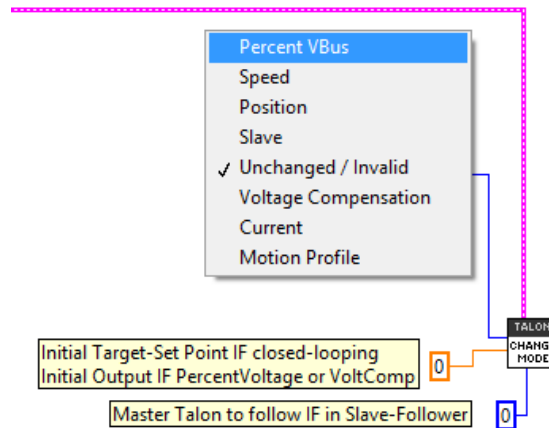 Percent VBus
Speed
Position
Slave
✓ Unchanged / Invalid
Voltage Compensation
Current
Motion Profile
TALON
CHANG
MODE
Initial Target-Set Point IF closed-looping
Initial Output IF PercentVoltage or VoltComp
0
Master Talon to follow IF in Slave-Follower
0